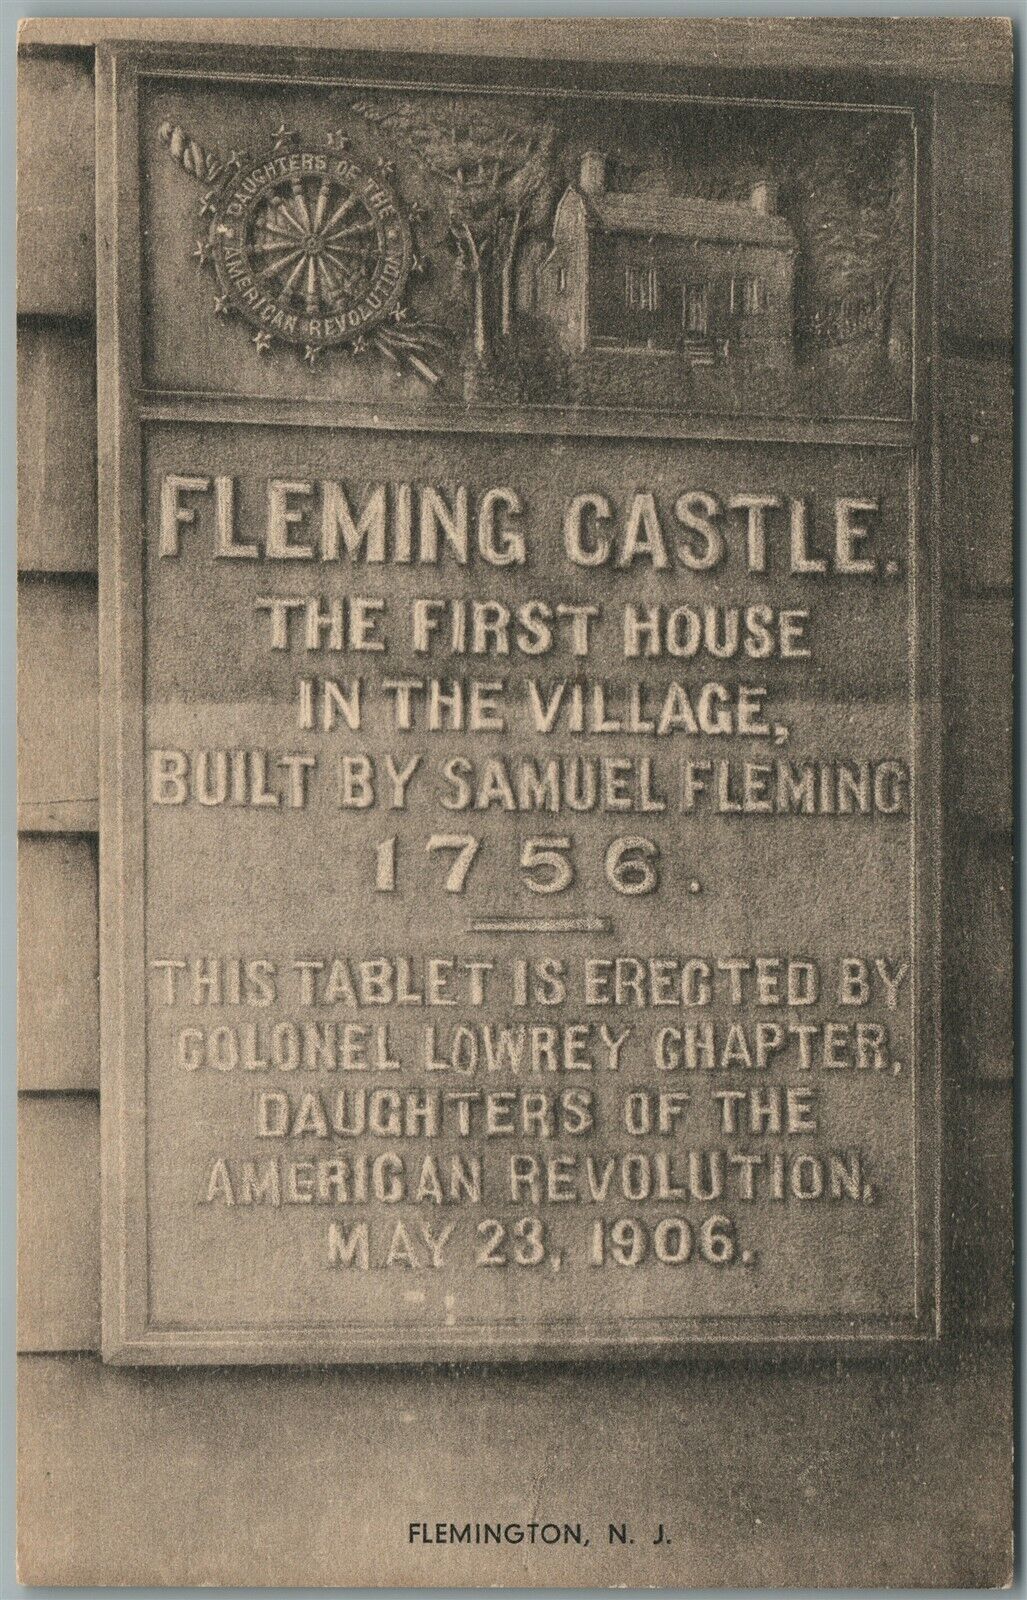 DAUGHTERS OF THE
AMERICAN REVOLUTION
FLEMING CASTLE.
THE FIRST HOUSE
IN THE VILLAGE,
BUILT BY SAMUEL FLEMING
1756.
THIS TABLET IS ERECTED BY
COLONEL LOWREY CHAPTER,
DAUGHTERS OF THE
AMERICAN REVOLUTION,
MAY 23, 1906.
FLEMINGTON, N. J.